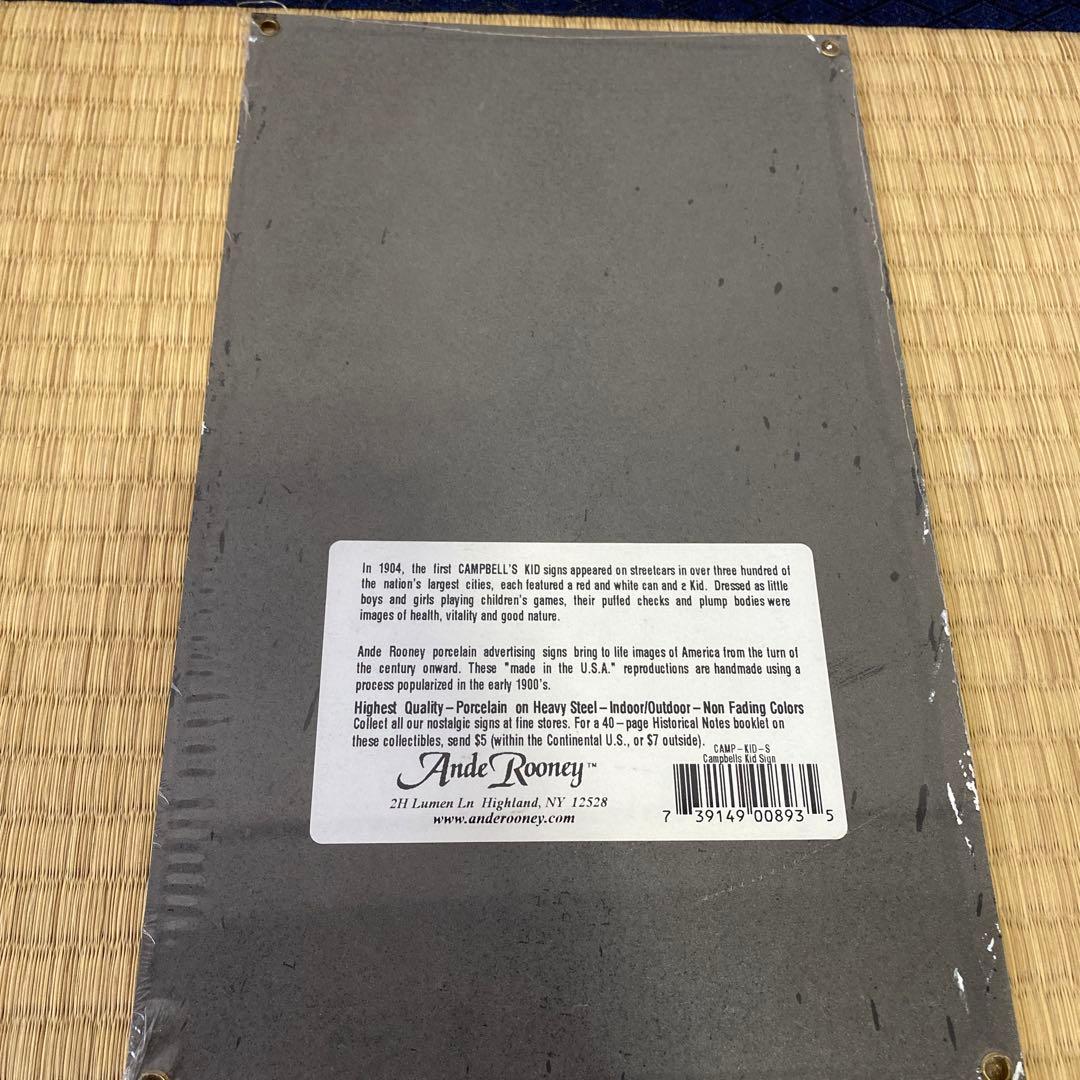 In 1904, the first CAMPBELL'S KID signs appeared on streetcars in over three hundred of
the nation's largest cities, each featured a red and white can and a Kid. Dressed as little
boys and girls playing children's games, their puffed checks and plump bodies were
images of health, vitality and good nature.
Ande Rooney porcelain advertising signs bring to life images of America from the turn of
the century onward. These "made in the U.S.A." reproductions are handmade using a
process popularized in the early 1900's.
Highest Quality – Porcelain on Heavy Steel – Indoor/Outdoor – Non Fading Colors
Collect all our nostalgic signs at fine stores. For a 40 – page Historical Notes booklet on
these collectibles, send $5 (within the Continental U.S., or $7 outside).
CAMP – KID – S
Campbells Kid Sign
Ande Rooney™
2H Lumen Ln Highland, NY 12528
www.anderooney.com
7 39149 00893 5